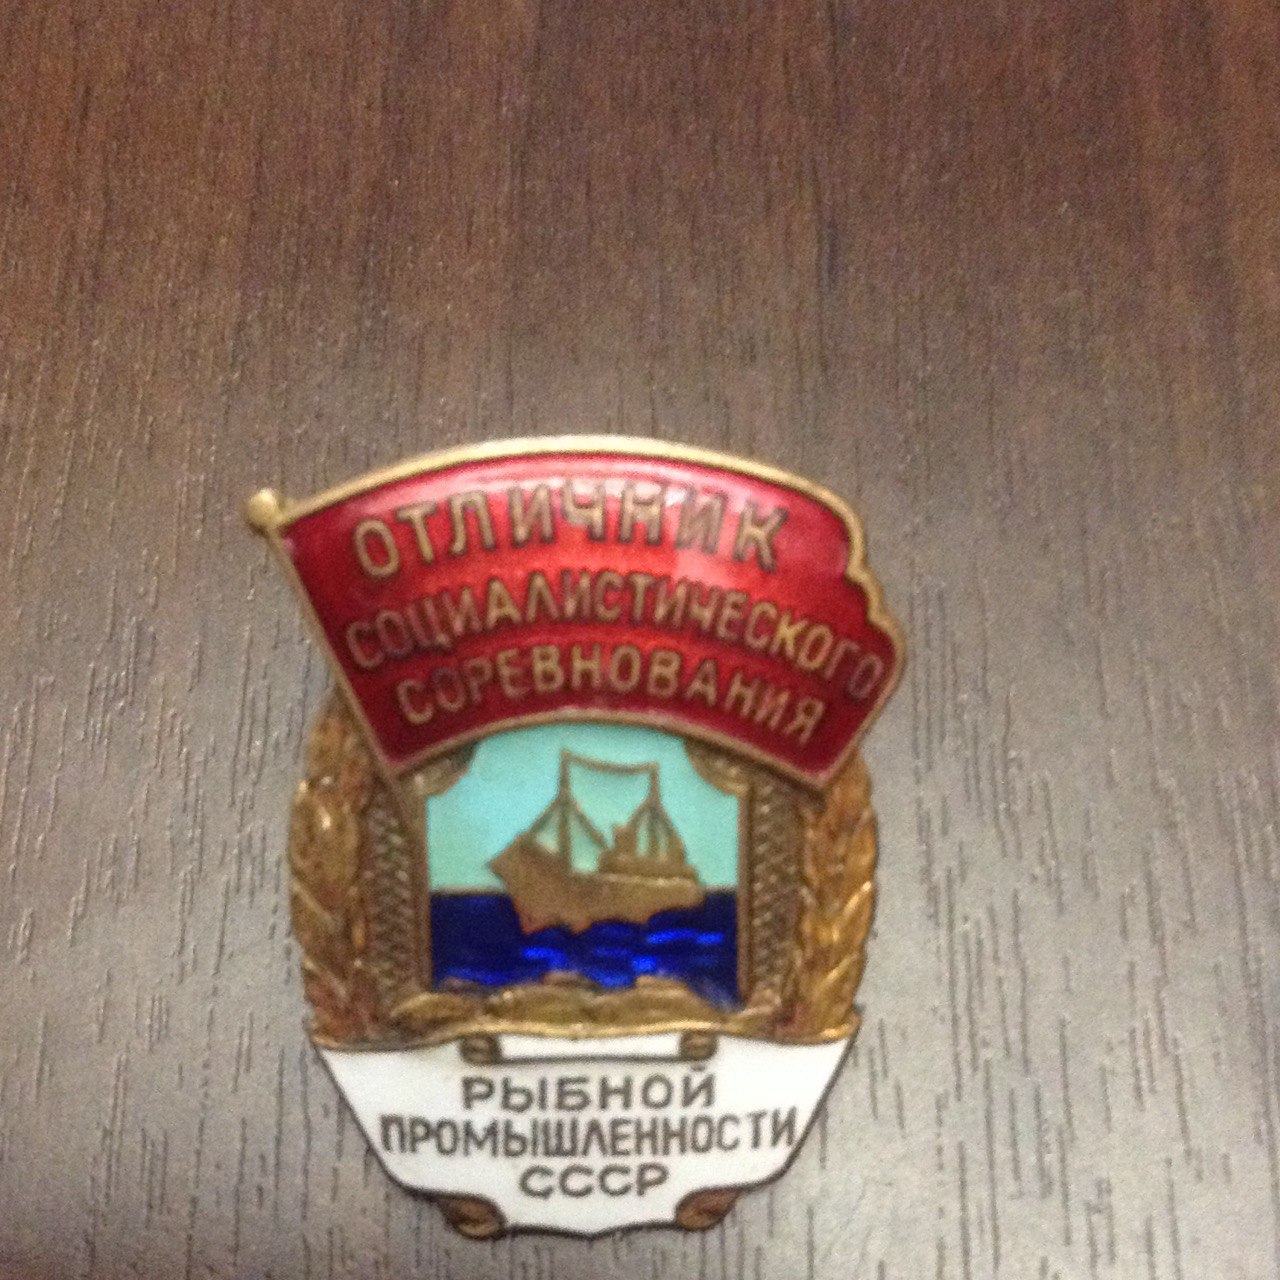 ОТЛИЧНИК
СОЦИАЛИСТИЧЕСКОГО
СОРЕВНОВАНИЯ
РЫБНОЙ
ПРОМЫШЛЕННОСТИ
СССР